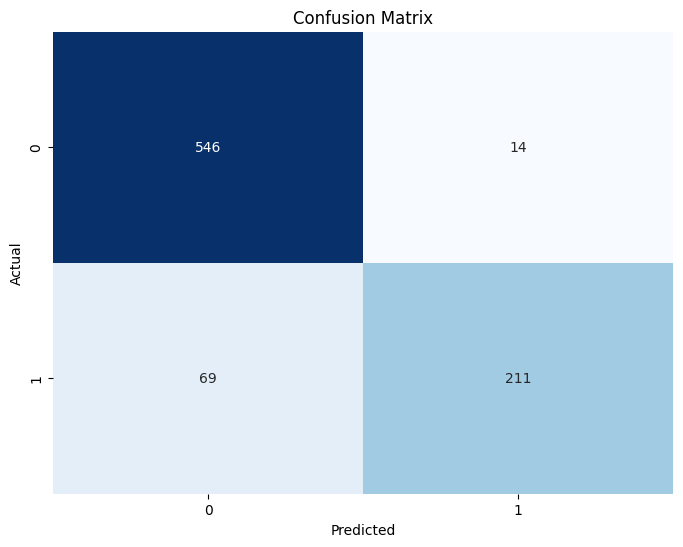 Confusion Matrix
Actual
0
546
14
1
69
211
0
1
Predicted